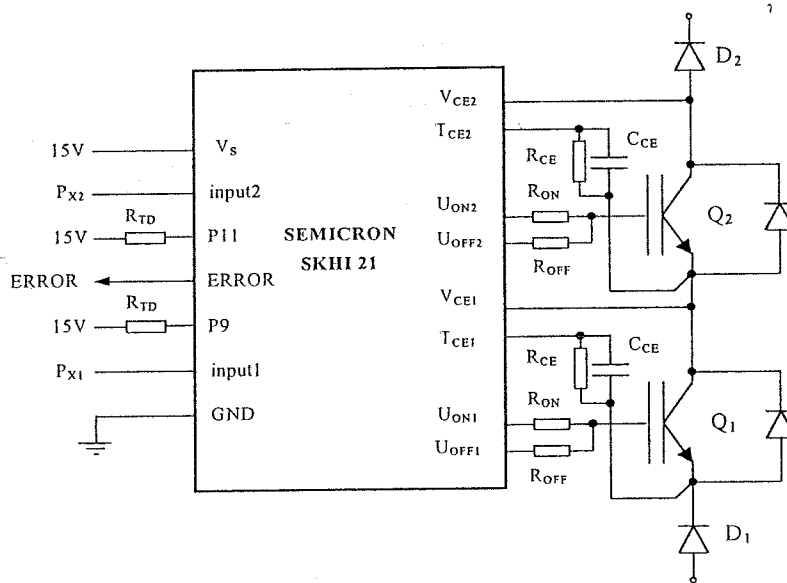 D2
VCE2
TCE2
CCE
RCE
15V
VS
PX2
input2
RON
RTD
UON2
Q2
15V
P11
SEMICRON
SKHI 21
UOFF2
ROFF
ERROR
ERROR
VCE1
RTD
15V
P9
TCE1
CCE
RCE
PX1
input1
RON
GND
UON1
Q1
UOFF1
ROFF
D1